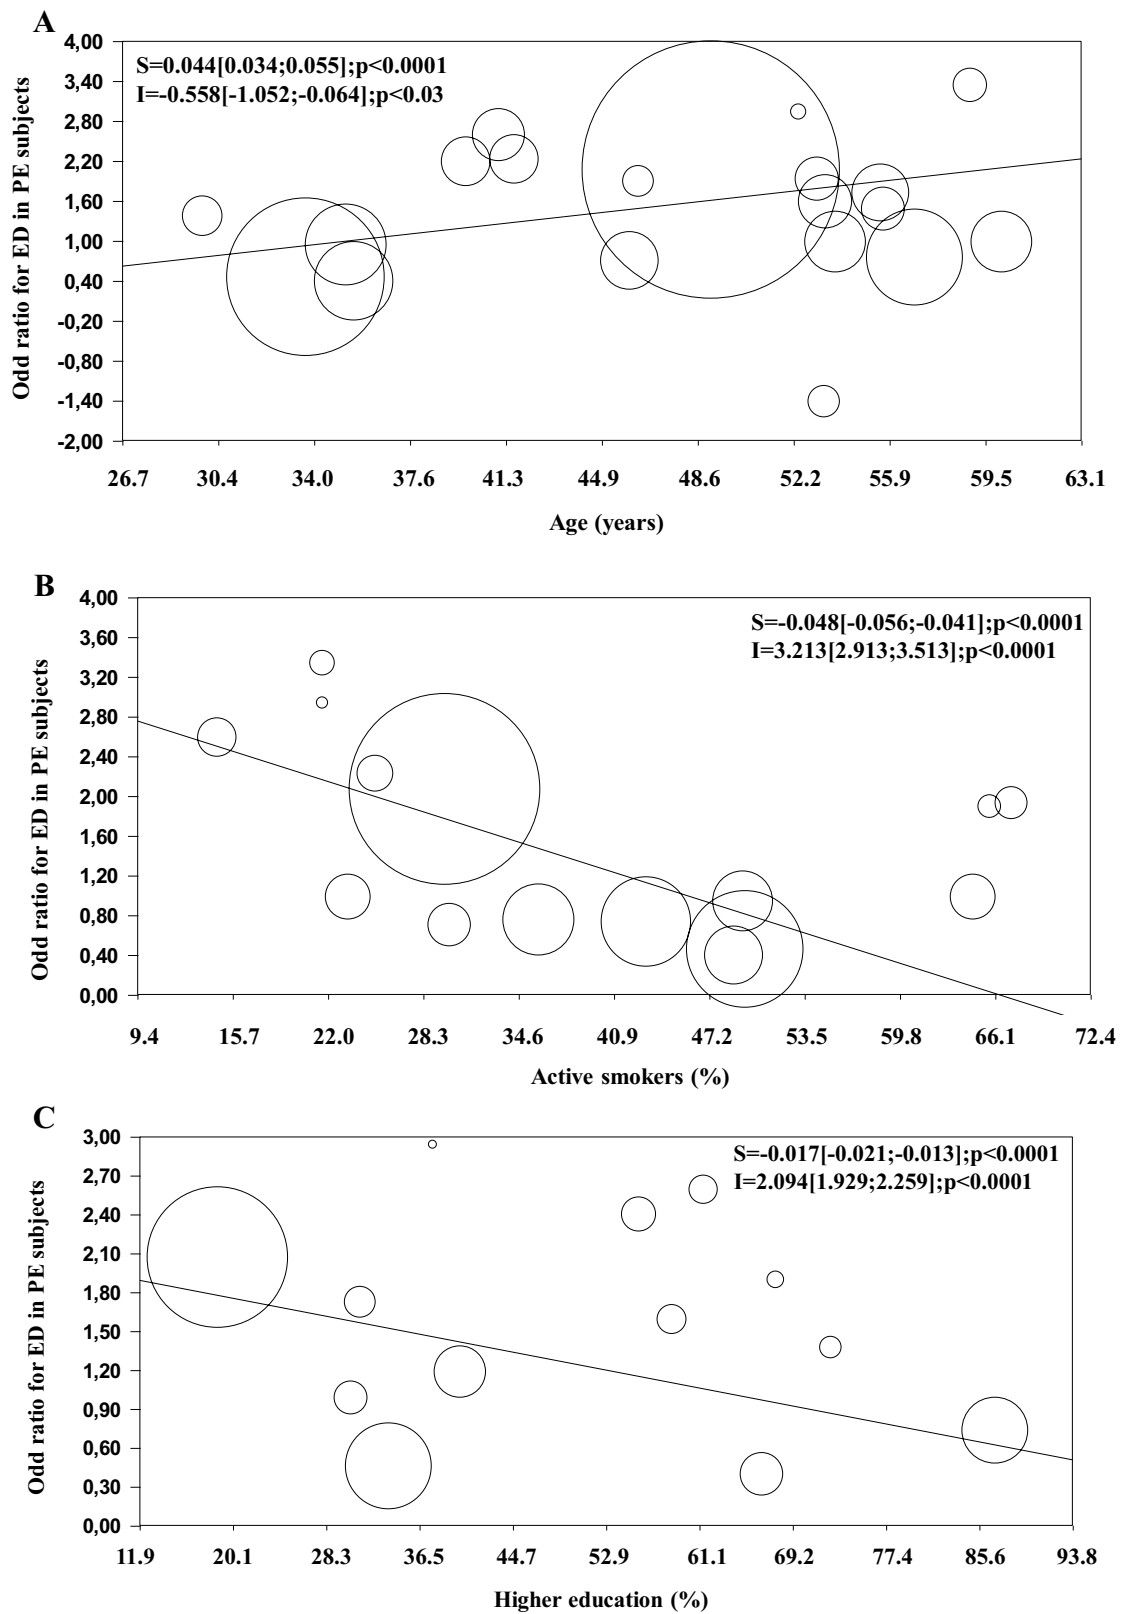 A
S=0.044[0.034;0.055];p<0.0001
I=-0.558[-1.052;-0.064];p<0.03
Odd ratio for ED in PE subjects
4,00
3,40
2,80
2,20
1,60
1,00
0,40
-0,20
-0,80
-1,40
-2,00
26.7 30.4 34.0 37.6 41.3 44.9 48.6 52.2 55.9 59.5 63.1
Age (years)
B
S=-0.048[-0.056;-0.041];p<0.0001
I=3.213[2.913;3.513];p<0.0001
Odd ratio for ED in PE subjects
4,00
3,60
3,20
2,80
2,40
2,00
1,60
1,20
0,80
0,40
0,00
9.4 15.7 22.0 28.3 34.6 40.9 47.2 53.5 59.8 66.1 72.4
Active smokers (%)
C
S=-0.017[-0.021;-0.013];p<0.0001
I=2.094[1.929;2.259];p<0.0001
Odd ratio for ED in PE subjects
3,00
2,70
2,40
2,10
1,80
1,50
1,20
0,90
0,60
0,30
0,00
11.9 20.1 28.3 36.5 44.7 52.9 61.1 69.2 77.4 85.6 93.8
Higher education (%)